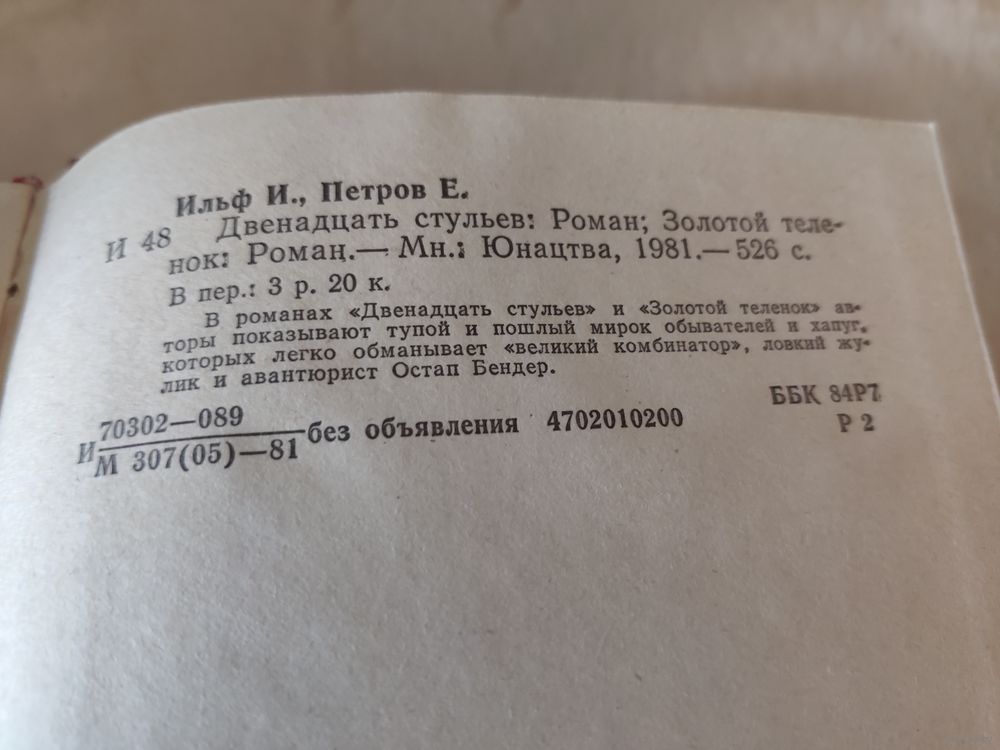 Ильф И., Петров Е.
И 48 Двенадцать стульев: Роман; Золотой теле-
нок: Роман.— Мн.: Юнацтва, 1981.— 526 с.
В пер.: 3 р. 20 к.
В романах «Двенадцать стульев» и «Золотой теленок» ав-
торы показывают тупой и пошлый мирок обывателей и хапуг,
которых легко обманывает «великий комбинатор», ловкий жу-
лик и авантюрист Остап Бендер.
ББК 84Р7
Р 2
70302—089
И без объявления 4702010200
М 307(05)—81